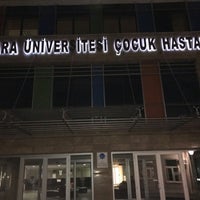 RA ÜNİVER İTE'İ ÇOCUK HASTA